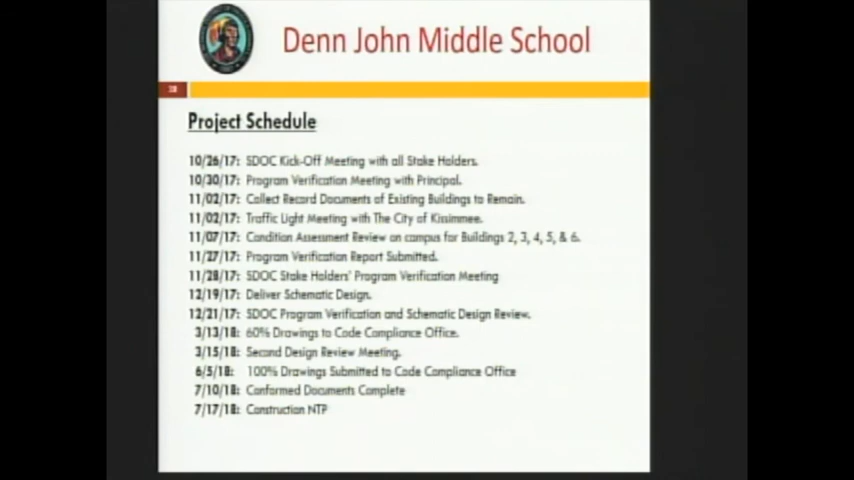 Denn John Middle School
38
Project Schedule
10/26/17: SDOC Kick-Off Meeting with all Stake Holders.
10/30/17: Program Verification Meeting with Principal.
11/02/17: Collect Record Documents of Existing Buildings to Remain.
11/02/17: Traffic Light Meeting with The City of Kissimmee.
11/07/17: Condition Assessment Review on campus for Buildings 2, 3, 4, 5, & 6.
11/27/17: Program Verification Report Submitted.
11/28/17: SDOC Stake Holders' Program Verification Meeting
12/19/17: Deliver Schematic Design.
12/21/17: SDOC Program Verification and Schematic Design Review.
3/13/18: 60% Drawings to Code Compliance Office.
3/15/18: Second Design Review Meeting.
6/5/18: 100% Drawings Submitted to Code Compliance Office
7/10/18: Conformed Documents Complete
7/17/18: Construction NTP